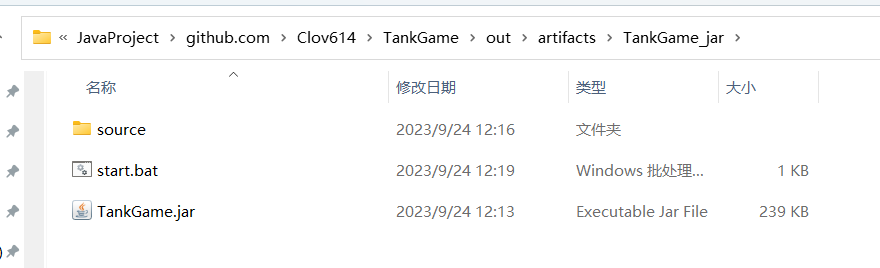 « JavaProject > github.com > Clov614 > TankGame > out > artifacts > TankGame_jar >
名称 修改日期 类型 大小
source 2023/9/24 12:16 文件夹
start.bat 2023/9/24 12:19 Windows 批处理... 1 KB
TankGame.jar 2023/9/24 12:13 Executable Jar File 239 KB